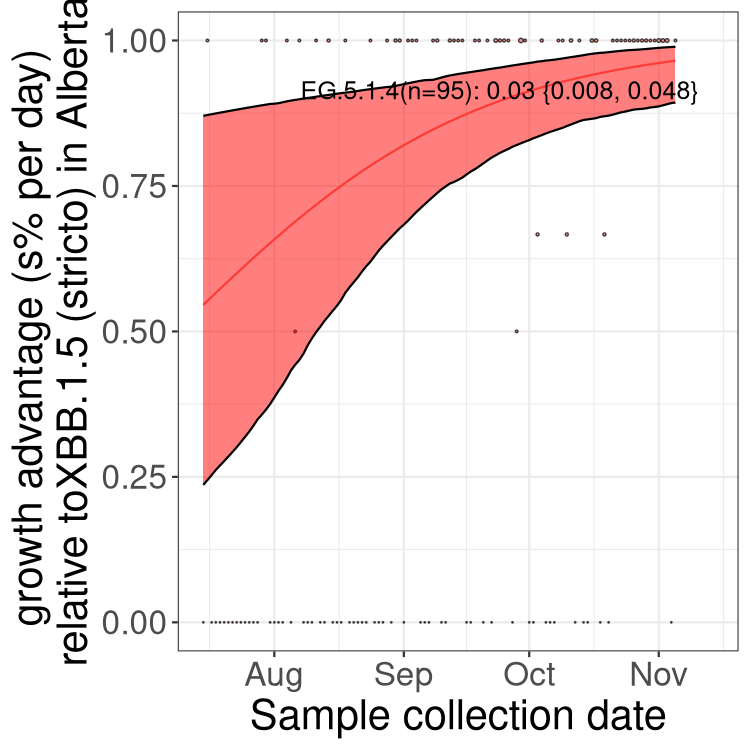 growth advantage (s% per day)
relative toXBB.1.5 (stricto) in Alberta
1.00
EG.5.1.4(n=95): 0.03 {0.008, 0.048}
0.75
0.50
0.25
0.00
Aug Sep Oct Nov
Sample collection date